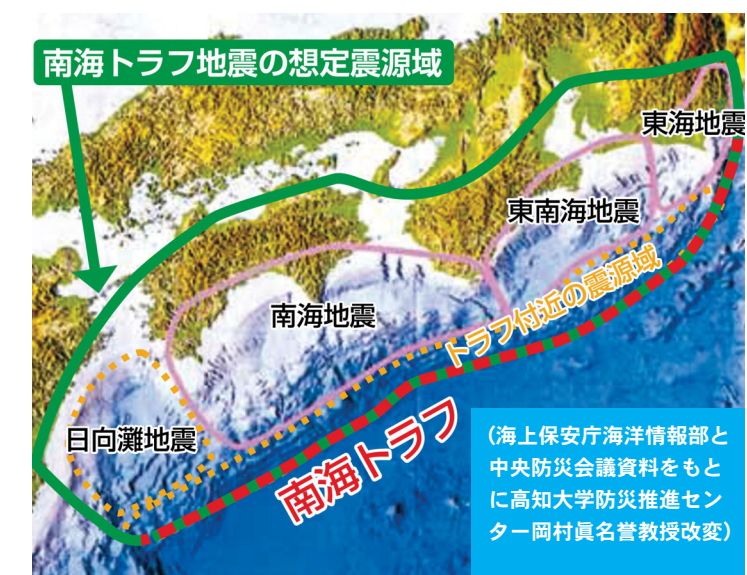 南海トラフ地震の想定震源域
東海地震
東南海地震
トラフ付近の震源域
南海地震
日向灘地震
南海トラフ
(海上保安庁海洋情報部と
中央防災会議資料をもと
に高知大学防災推進セン
ター岡村眞名誉教授改変)